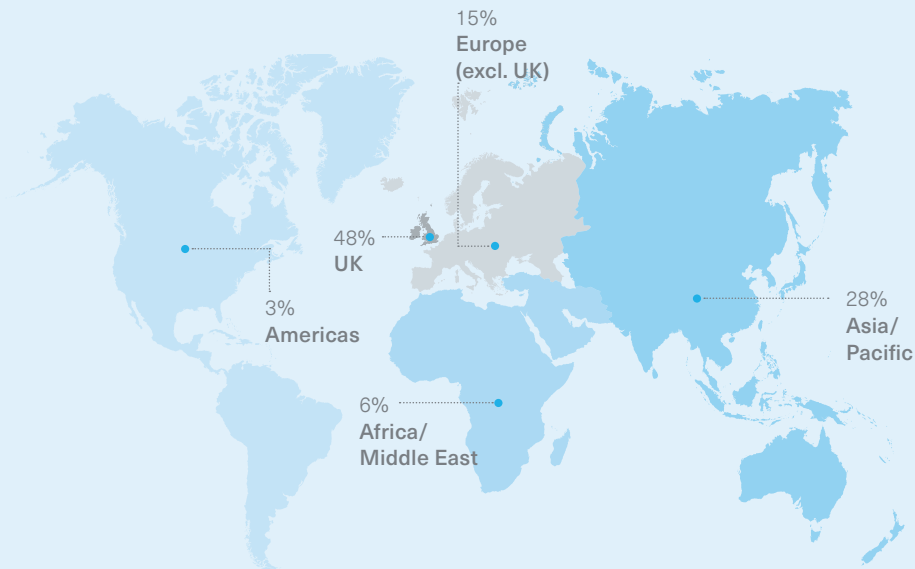 15%
Europe
(excl. UK)
48%
UK
3%
Americas
28%
Asia/
Pacific
6%
Africa/
Middle East